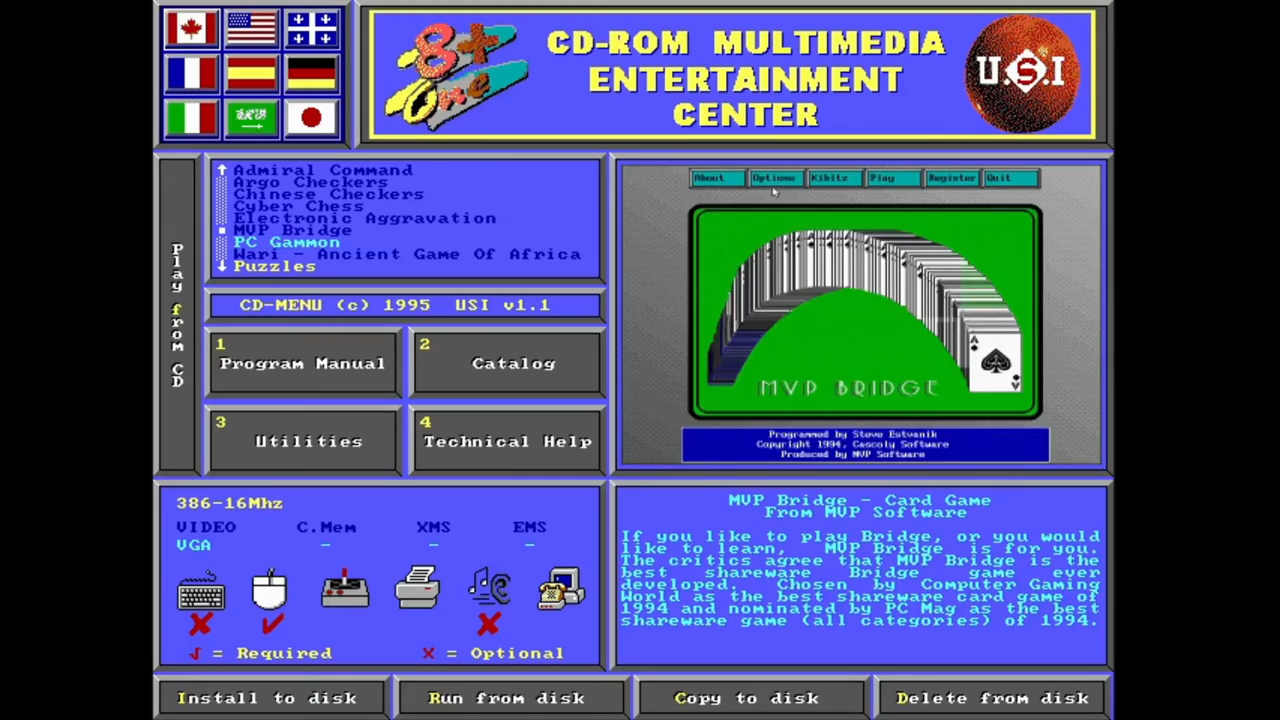 8+
One
CD-ROM MULTIMEDIA
ENTERTAINMENT
CENTER
U.S.I
Play from CD
Admiral Command
Argo Checkers
Chinese Checkers
Cyber Chess
Electronic Aggravation
MVP Bridge
PC Gammon
Wari - Ancient Game Of Africa
Puzzles
CD-MENU (c) 1995 USI v1.1
1
Program Manual
2
Catalog
3
Utilities
4
Technical Help
About Options Kibitz Play Register Quit
A
MVP BRIDGE
A
Programmed by Steve Estvanik
Copyright 1994, Cascoly Software
Produced by MVP Software
386-16Mhz
VIDEO C.Mem XMS EMS
VGA - - -
√ = Required X = Optional
MVP Bridge - Card Game
From MVP Software
If you like to play Bridge, or you would
like to learn, MVP Bridge is for you.
The critics agree that MVP Bridge is the
best shareware Bridge game ever
developed. Chosen by Computer Gaming
World as the best shareware card game of
1994 and nominated by PC Mag as the best
shareware game (all categories) of 1994.
Install to disk
Run from disk
Copy to disk
Delete from disk